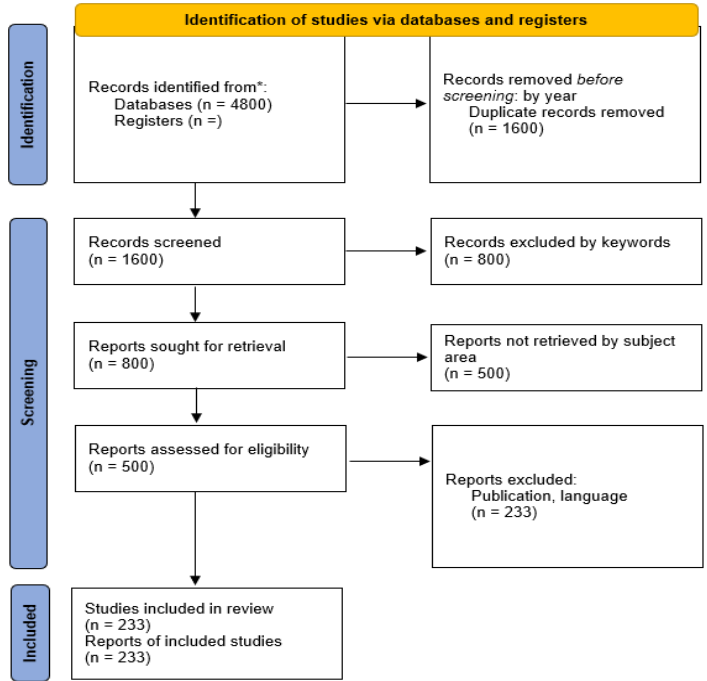 Identification of studies via databases and registers
Identification
Records identified from*:
Databases (n = 4800)
Registers (n =)
Records removed before
screening: by year
Duplicate records removed
(n = 1600)
Screening
Records screened
(n = 1600)
Records excluded by keywords
(n = 800)
Reports sought for retrieval
(n = 800)
Reports not retrieved by subject
area
(n = 500)
Reports assessed for eligibility
(n = 500)
Reports excluded:
Publication, language
(n = 233)
Included
Studies included in review
(n = 233)
Reports of included studies
(n = 233)